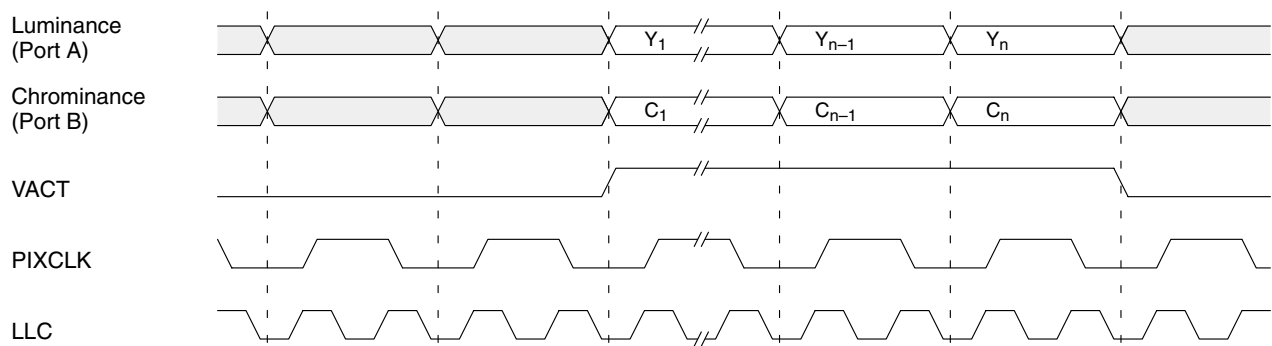 Luminance
(Port A)
Y₁ Yₙ₋₁ Yₙ
Chrominance
(Port B)
C₁ Cₙ₋₁ Cₙ
VACT
PIXCLK
LLC